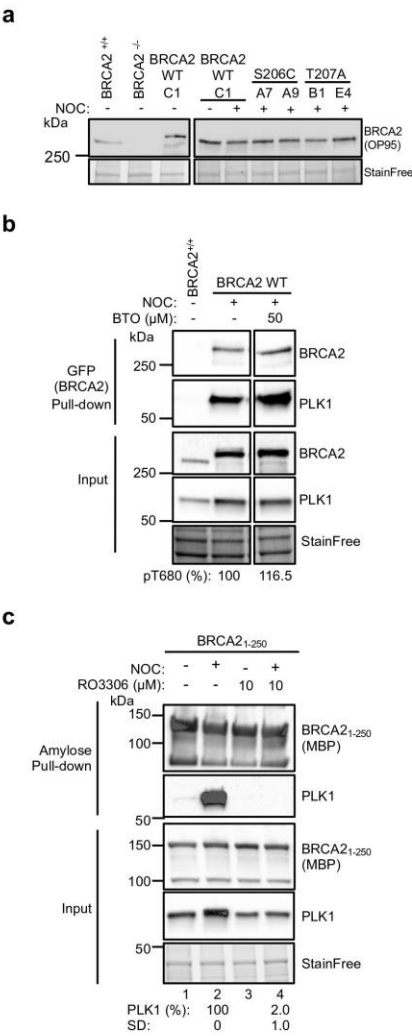 a
BRCA2 +/+
BRCA2 -/-
BRCA2 WT C1
BRCA2 WT C1
S206C T207A
A7 A9 B1 E4
NOC: - - - - + + + + +
kDa
BRCA2 (OP95)
250
StainFree
b
BRCA2+/+
BRCA2 WT
NOC: - + +
BTO (µM): - - 50
kDa
GFP (BRCA2) Pull-down
BRCA2
250
PLK1
50
Input
BRCA2
250
PLK1
50
StainFree
pT680 (%): 100 116.5
c
BRCA21-250
NOC: - + - +
RO3306 (µM): - - 10 10
kDa
Amylose Pull-down
150
BRCA21-250 (MBP)
100
PLK1
50
Input
150
BRCA21-250 (MBP)
100
PLK1
50
StainFree
1 2 3 4
PLK1 (%): 100 2.0
SD: 0 1.0